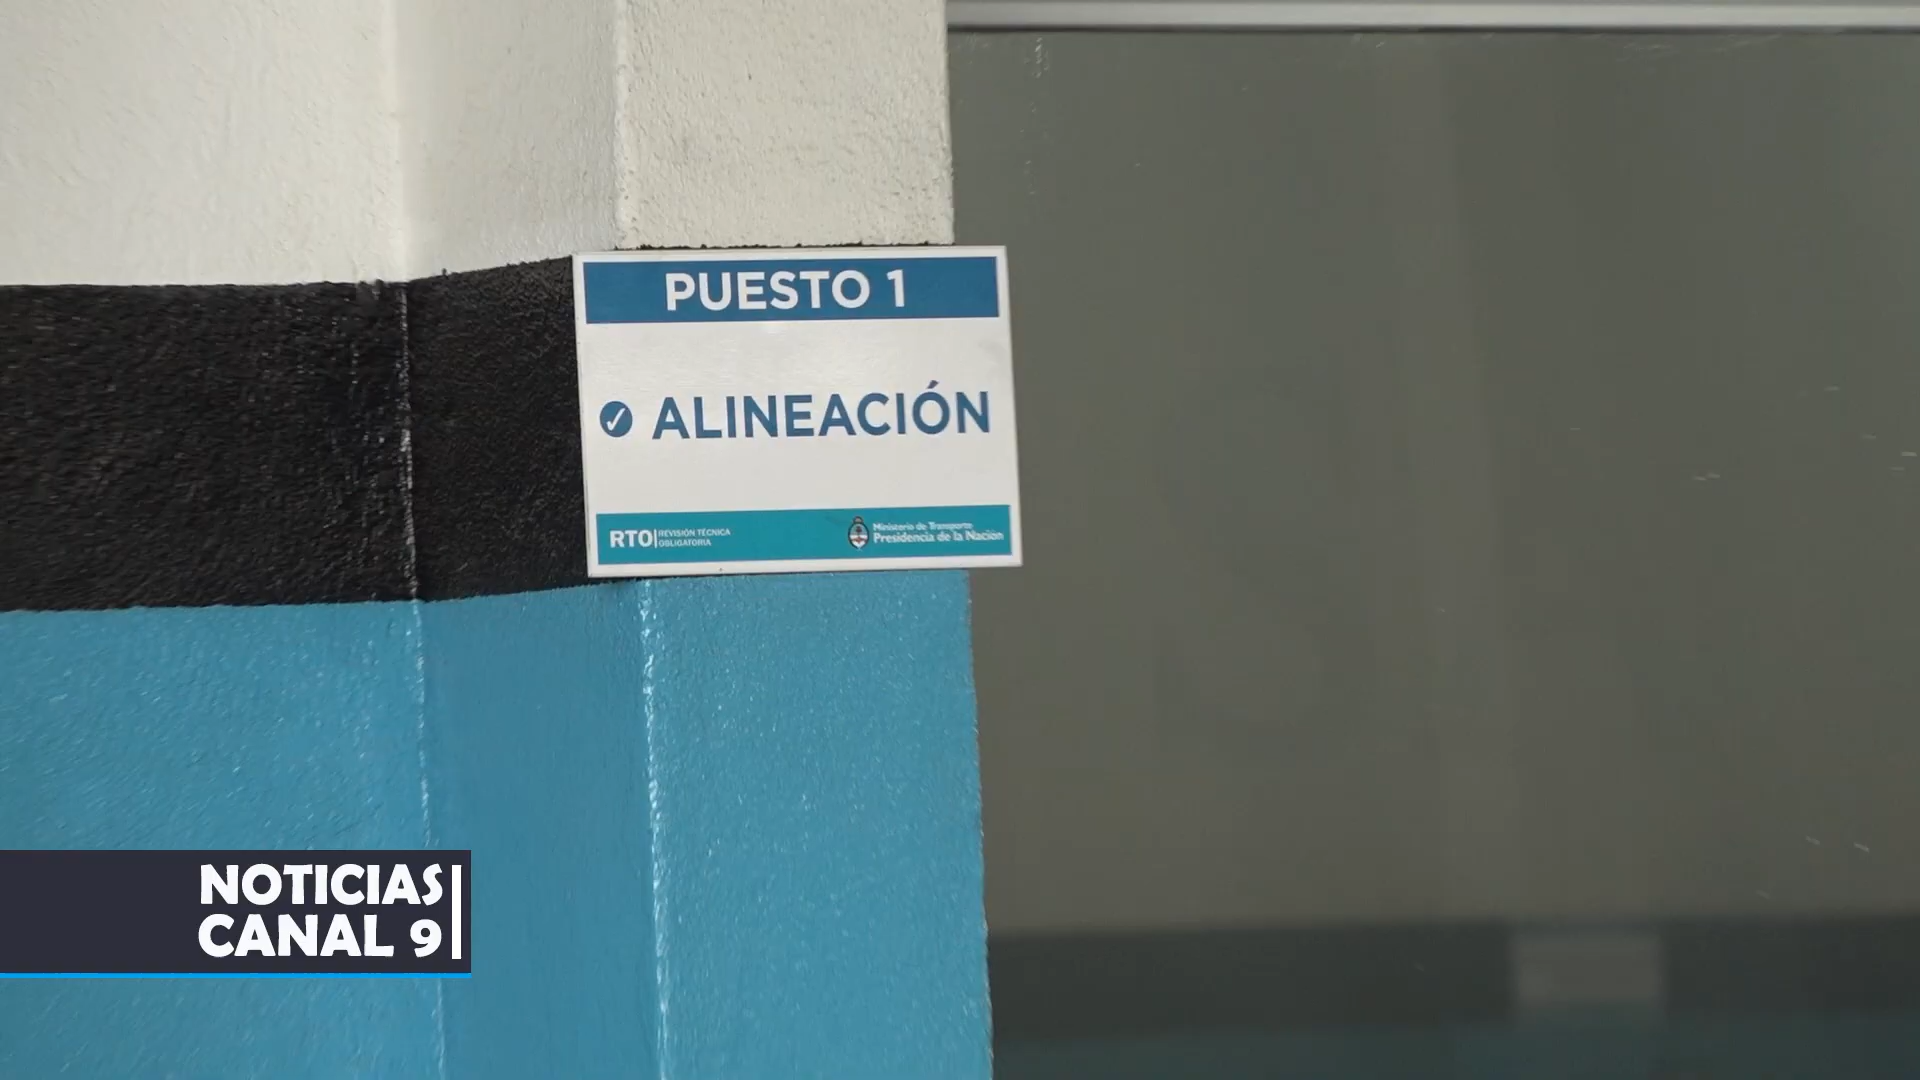 PUESTO 1
ALINEACIÓN
RTO
REVISIÓN TÉCNICA
OBLIGATORIA
Ministerio de Transporte
Presidencia de la Nación
NOTICIAS
CANAL 9